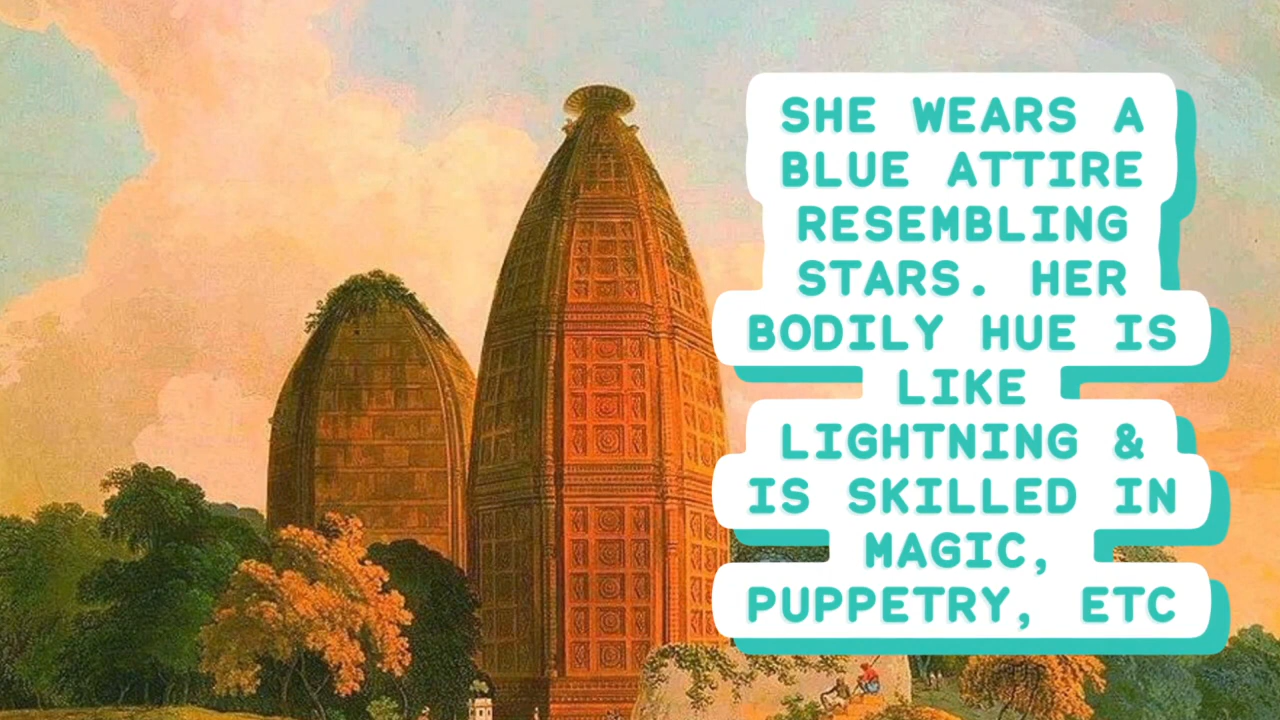 SHE WEARS A
BLUE ATTIRE
RESEMBLING
STARS. HER
BODILY HUE IS
LIKE
LIGHTNING &
IS SKILLED IN
MAGIC,
PUPPETRY, ETC